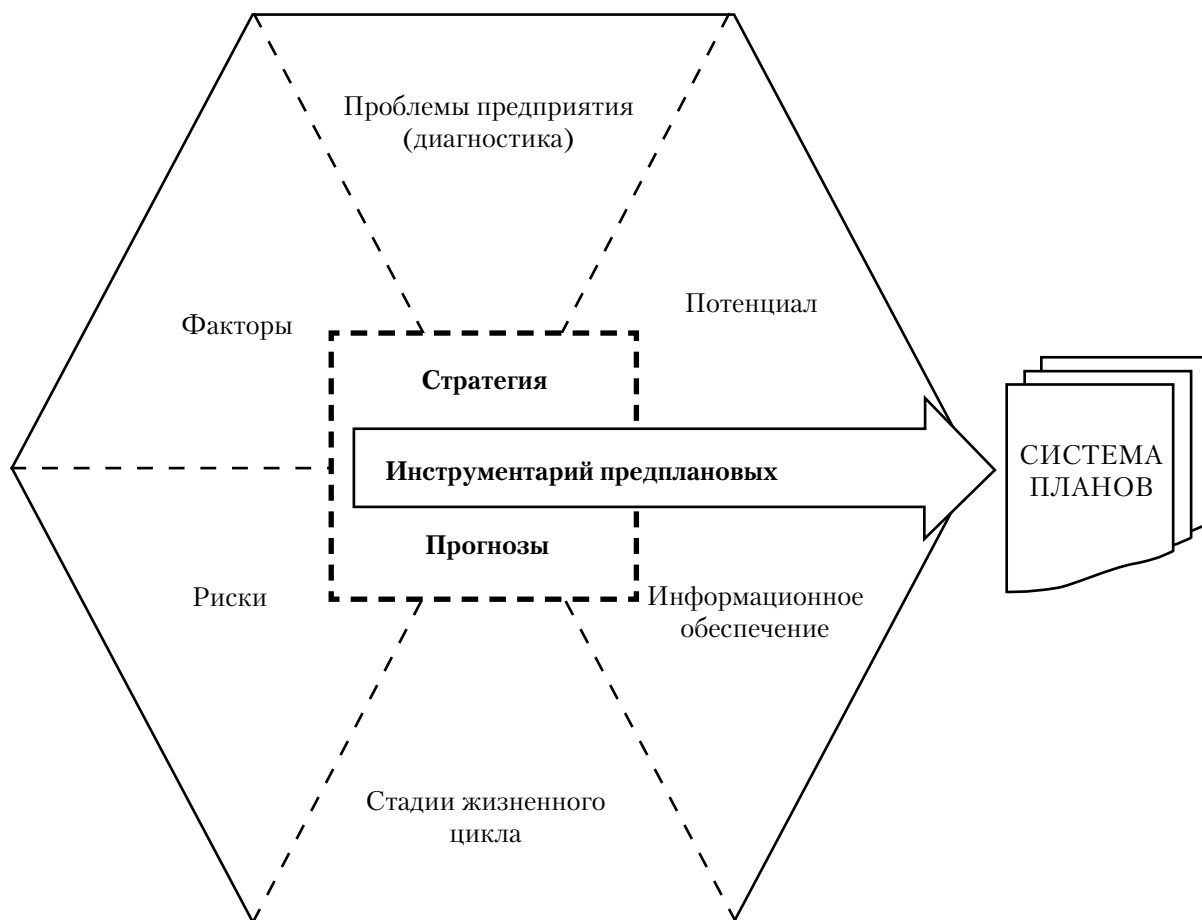 Проблемы предприятия
(диагностика)
Факторы
Потенциал
Стратегия
Инструментарий предплановых
Прогнозы
СИСТЕМА
ПЛАНОВ
Риски
Информационное
обеспечение
Стадии жизненного
цикла